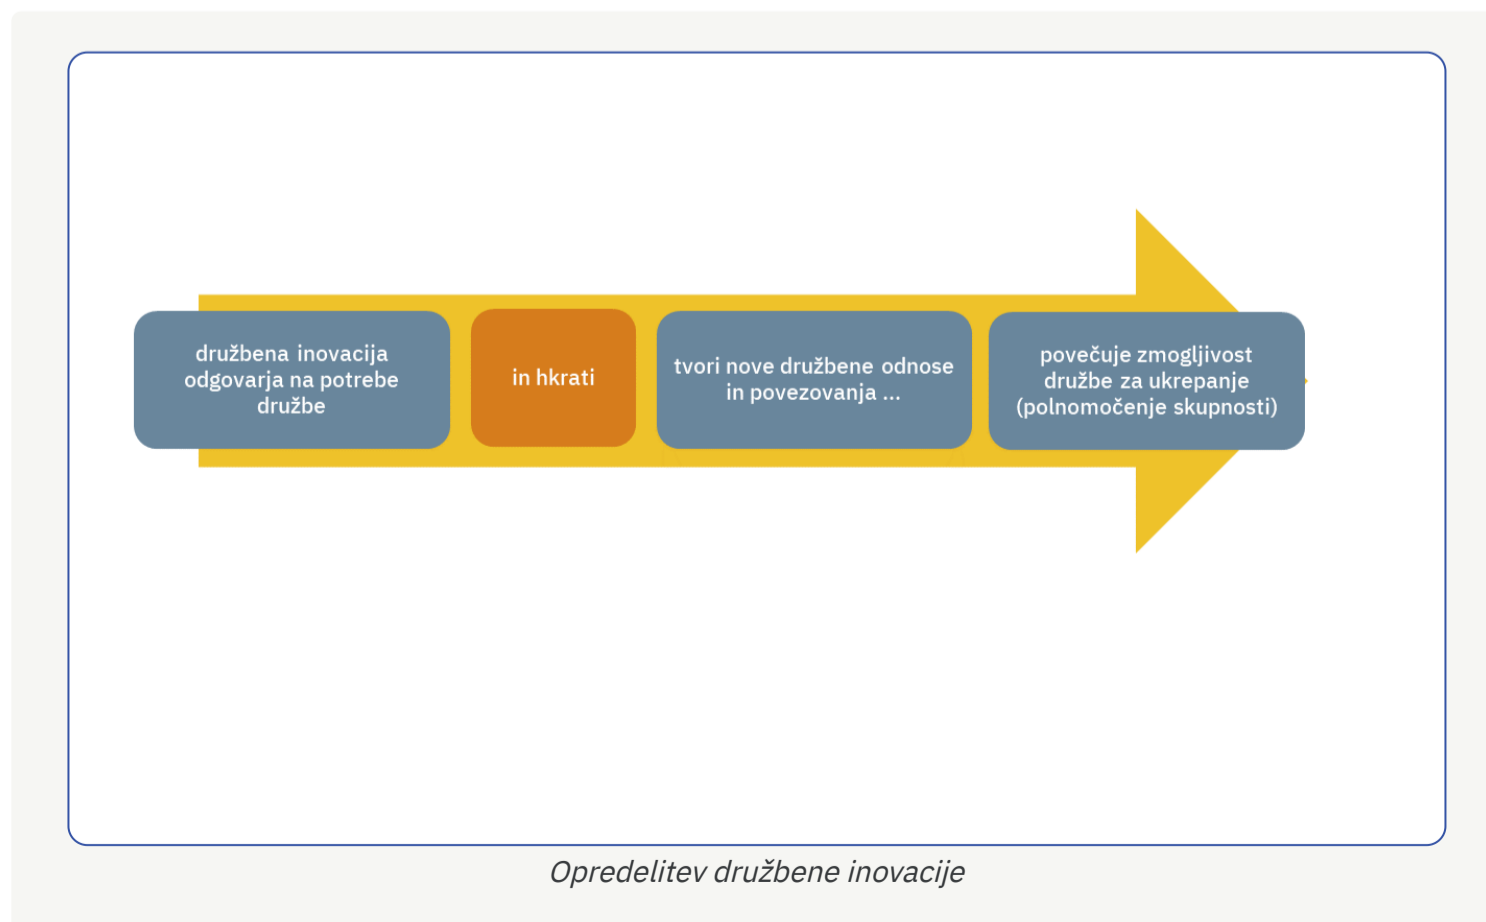 družbena inovacija
odgovarja na potrebe
družbe
in hkrati
tvori nove družbene odnose
in povezovanja ...
povečuje zmogljivost
družbe za ukrepanje
(polnomočenje skupnosti)
Opredelitev družbene inovacije